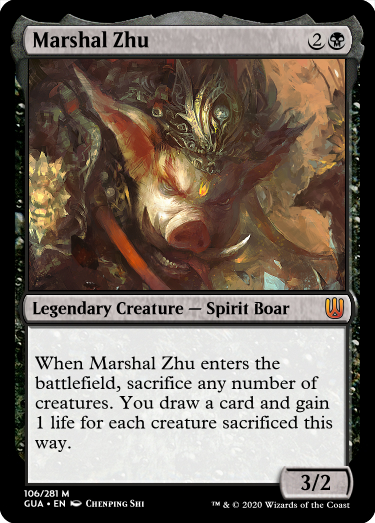 Marshal Zhu 2
Legendary Creature — Spirit Boar
When Marshal Zhu enters the
battlefield, sacrifice any number of
creatures. You draw a card and gain
1 life for each creature sacrificed this
way.
3/2
106/281 M
GUA • EN Chenping Shi
™ & © 2020 Wizards of the Coast